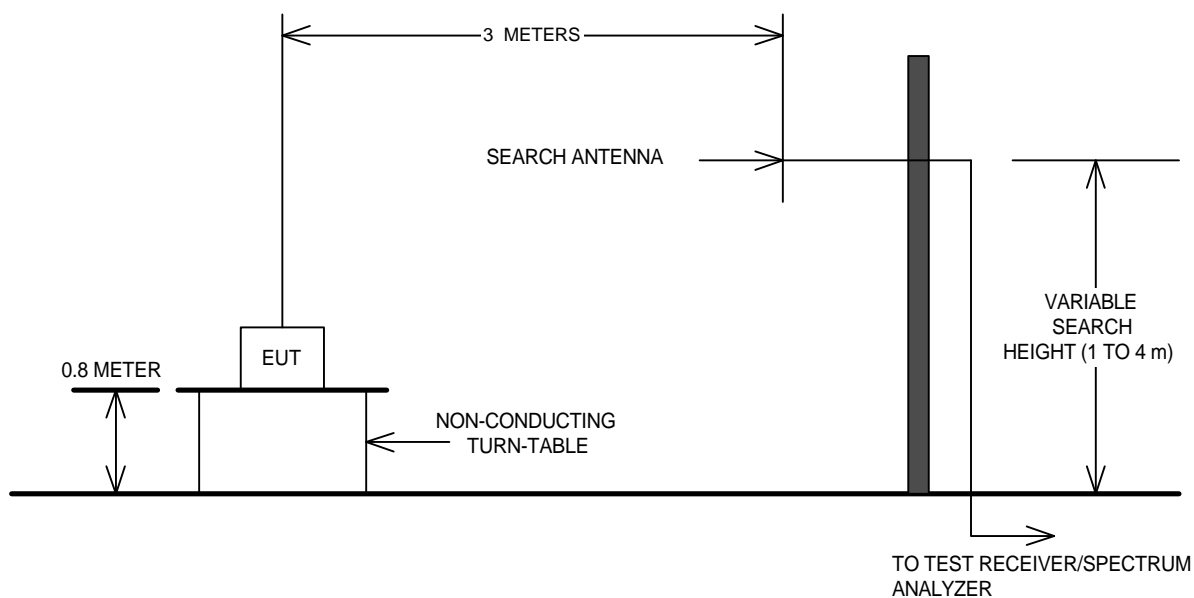 3 METERS
SEARCH ANTENNA
VARIABLE
SEARCH
HEIGHT (1 TO 4 m)
EUT
0.8 METER
NON-CONDUCTING
TURN-TABLE
TO TEST RECEIVER/SPECTRUM
ANALYZER